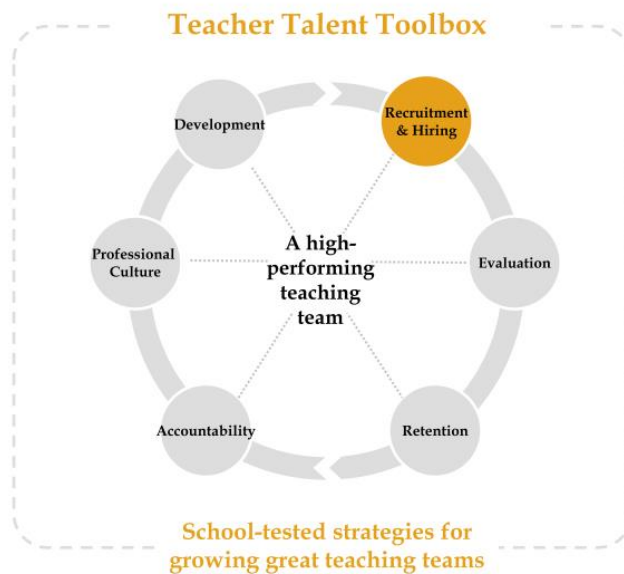 Teacher Talent Toolbox
Recruitment
& Hiring
Development
Professional
Culture
A high-
performing
teaching
team
Evaluation
Accountability
Retention
School-tested strategies for
growing great teaching teams